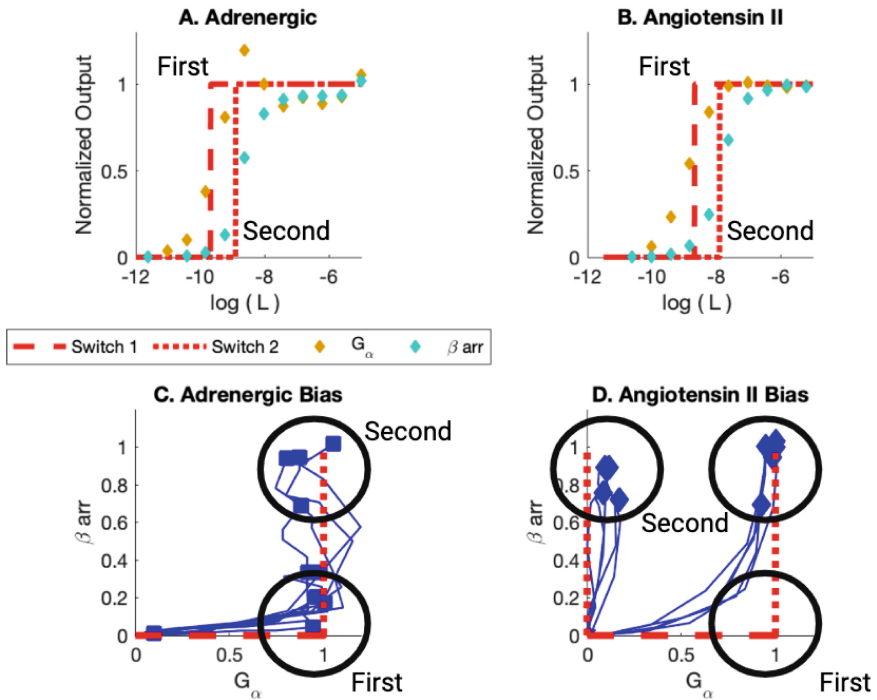 A. Adrenergic
Normalized Output
First
Second
1
0.5
0
-12
-10
-8
-6
log ( L )
B. Angiotensin II
Normalized Output
First
Second
1
0.5
0
-12
-10
-8
-6
log ( L )
Switch 1
Switch 2
Gα
β arr
C. Adrenergic Bias
β arr
Second
First
1
0.8
0.6
0.4
0.2
0
0
0.5
1
Gα
D. Angiotensin II Bias
β arr
Second
First
1
0.8
0.6
0.4
0.2
0
0
0.5
1
Gα